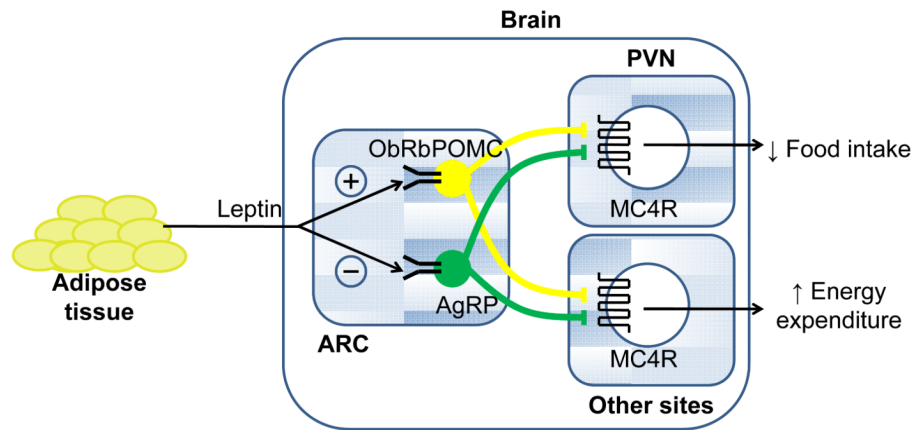 Brain
PVN
ObRbPOMC
+
↓ Food intake
Leptin
MC4R
−
Adipose
tissue
AgRP
↑ Energy
expenditure
ARC
MC4R
Other sites